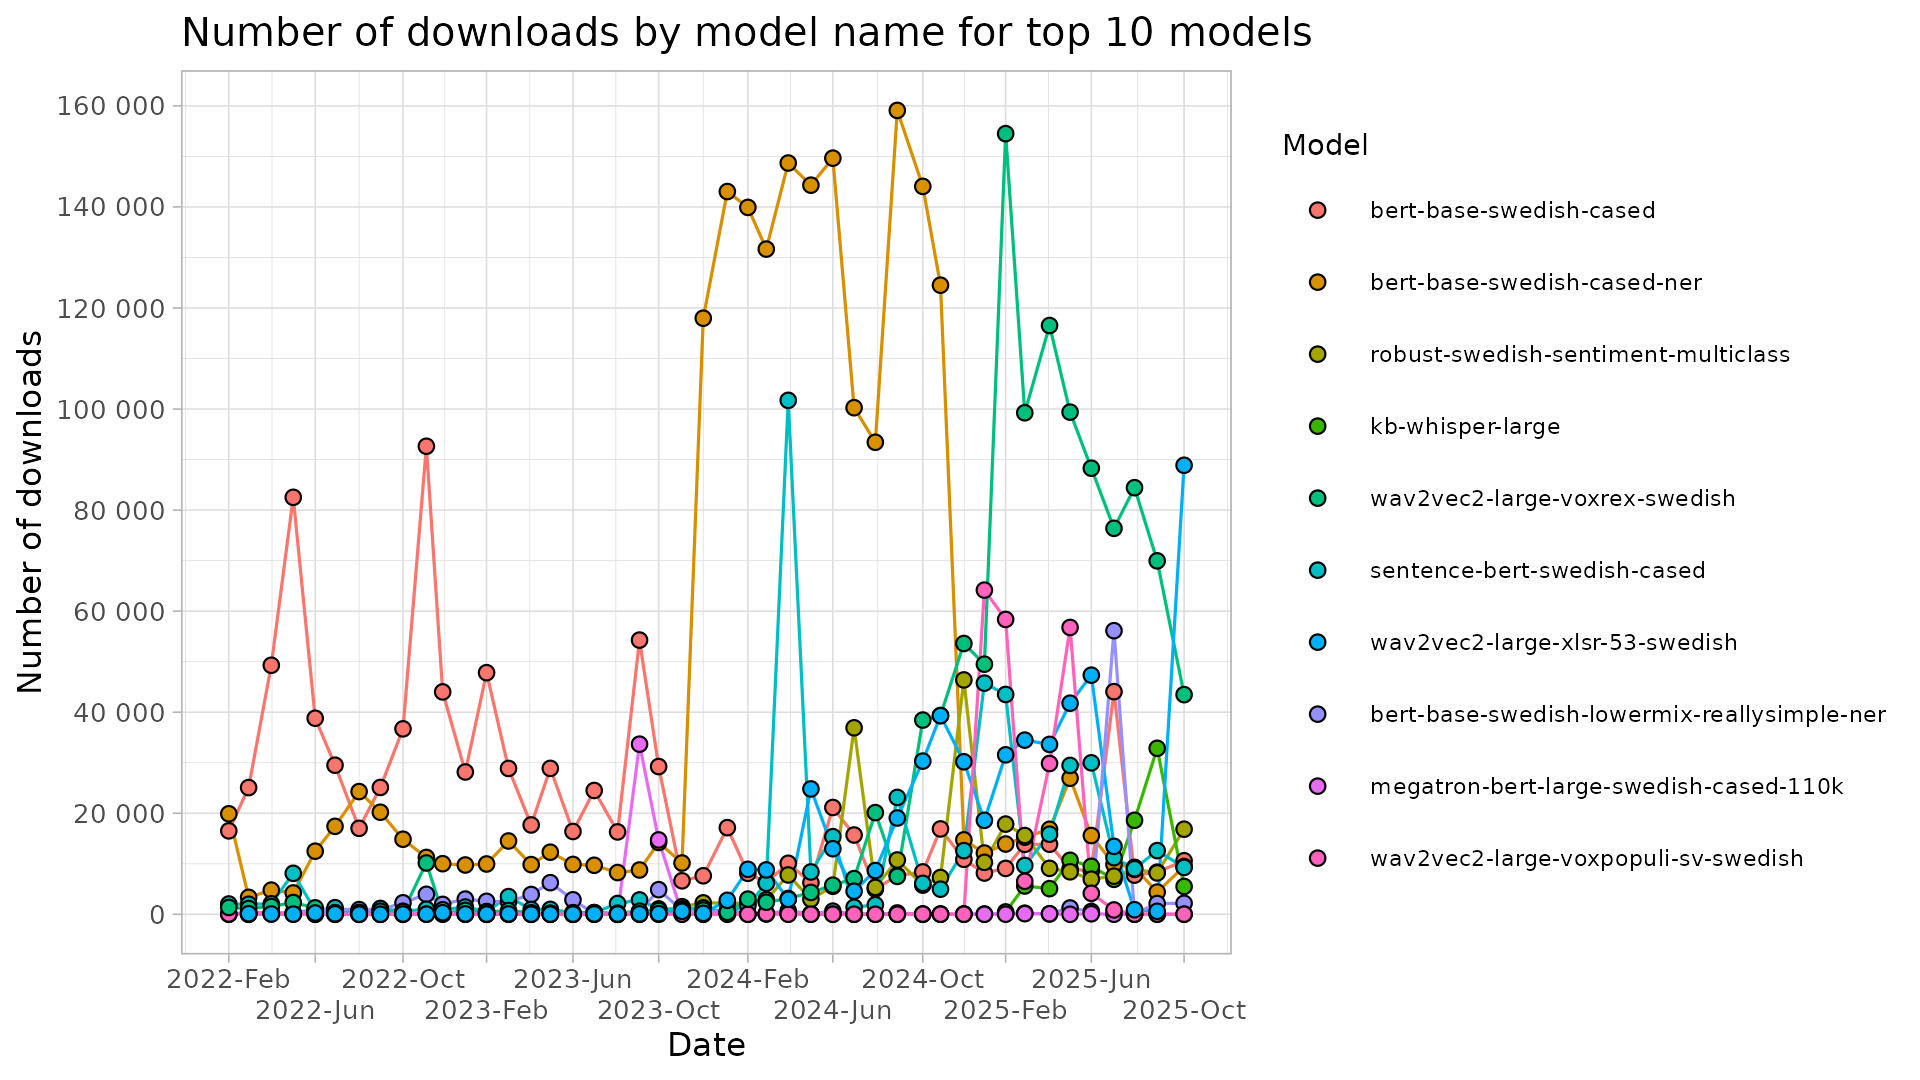 Number of downloads by model name for top 10 models
160 000
140 000
120 000
100 000
80 000
60 000
40 000
20 000
0
Number of downloads
2022-Feb
2022-Jun
2022-Oct
2023-Feb
2023-Jun
2023-Oct
2024-Feb
2024-Jun
2024-Oct
2025-Feb
2025-Jun
2025-Oct
Date
Model
bert-base-swedish-cased
bert-base-swedish-cased-ner
robust-swedish-sentiment-multiclass
kb-whisper-large
wav2vec2-large-voxrex-swedish
sentence-bert-swedish-cased
wav2vec2-large-xlsr-53-swedish
bert-base-swedish-lowermix-reallysimple-ner
megatron-bert-large-swedish-cased-110k
wav2vec2-large-voxpopuli-sv-swedish